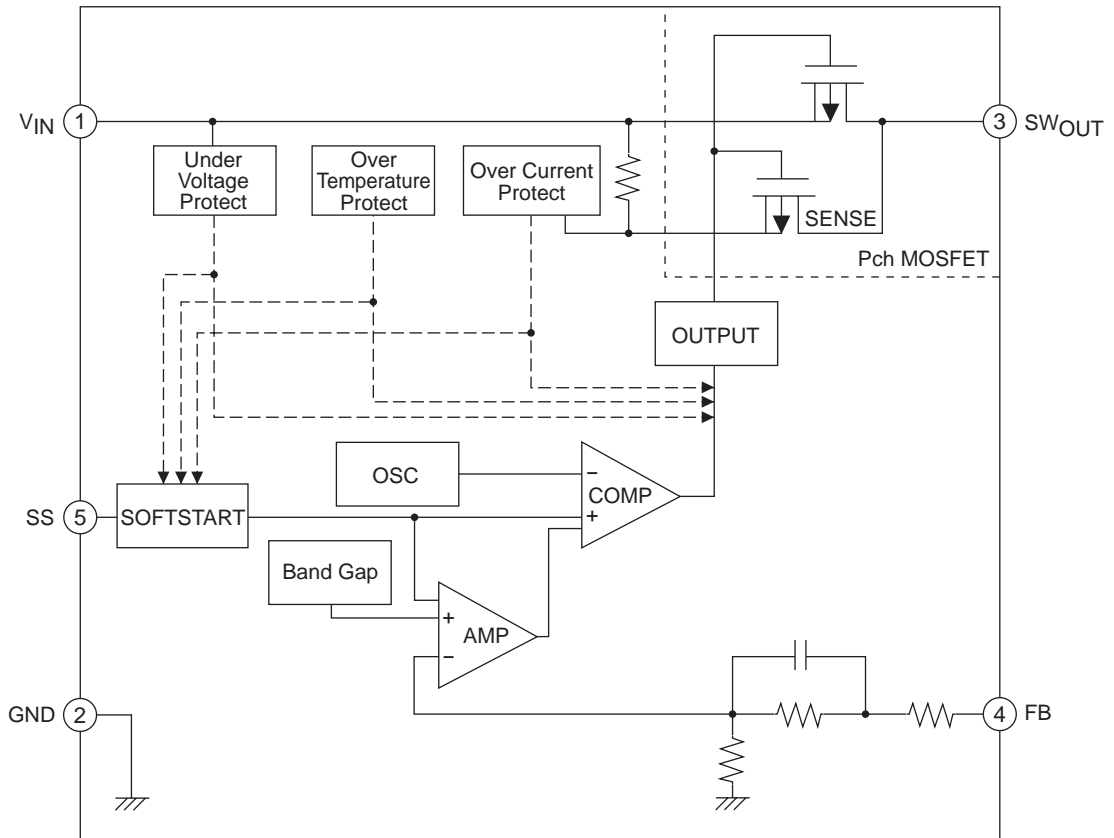 VIN
1
3
SWOUT
Under
Voltage
Protect
Over
Temperature
Protect
Over Current
Protect
SENSE
Pch MOSFET
OUTPUT
OSC
−
COMP
+
SS
5
SOFTSTART
Band Gap
+
AMP
−
GND
2
4
FB